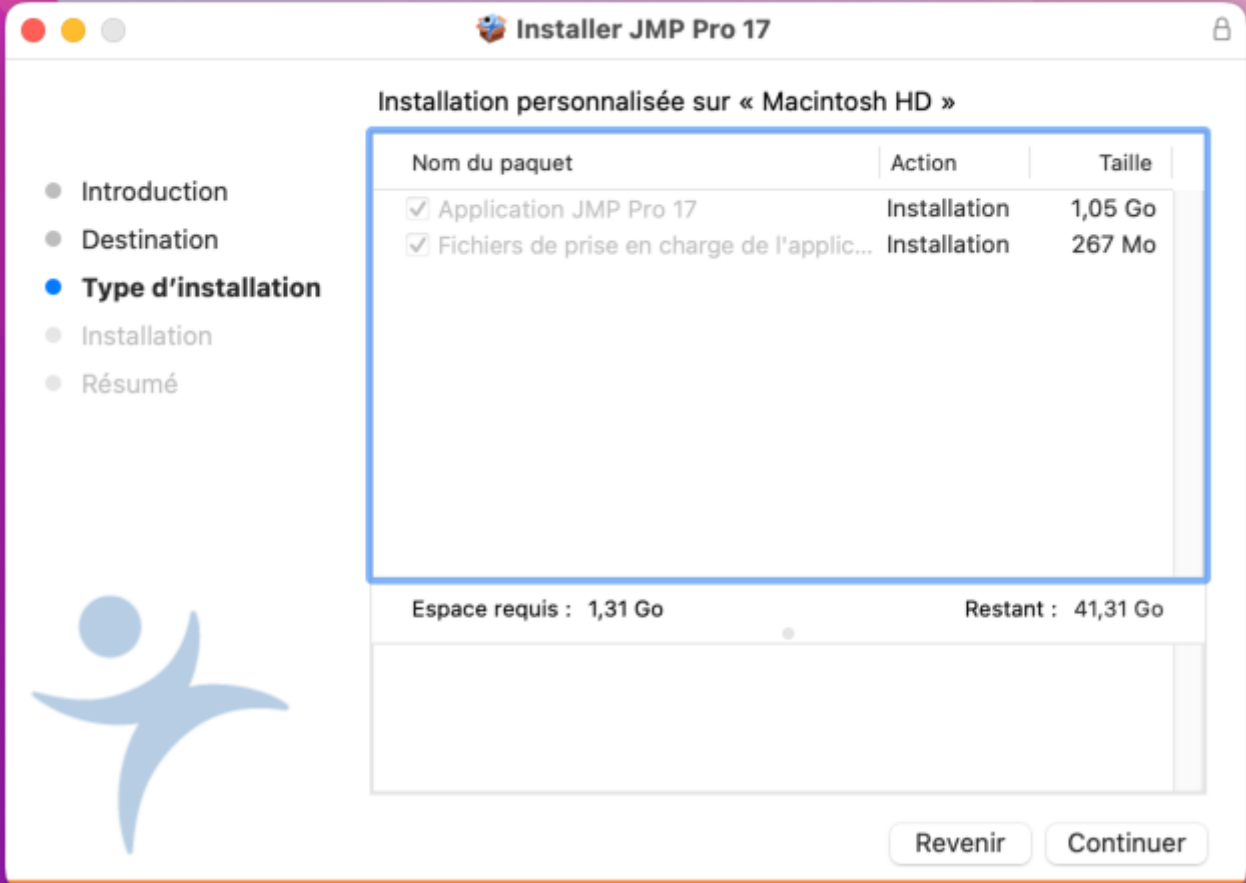 Installer JMP Pro 17
Installation personnalisée sur « Macintosh HD »
Introduction
Destination
Type d’installation
Installation
Résumé
Nom du paquet Action Taille
Application JMP Pro 17 Installation 1,05 Go
Fichiers de prise en charge de l'applic... Installation 267 Mo
Espace requis : 1,31 Go Restant : 41,31 Go
Revenir Continuer